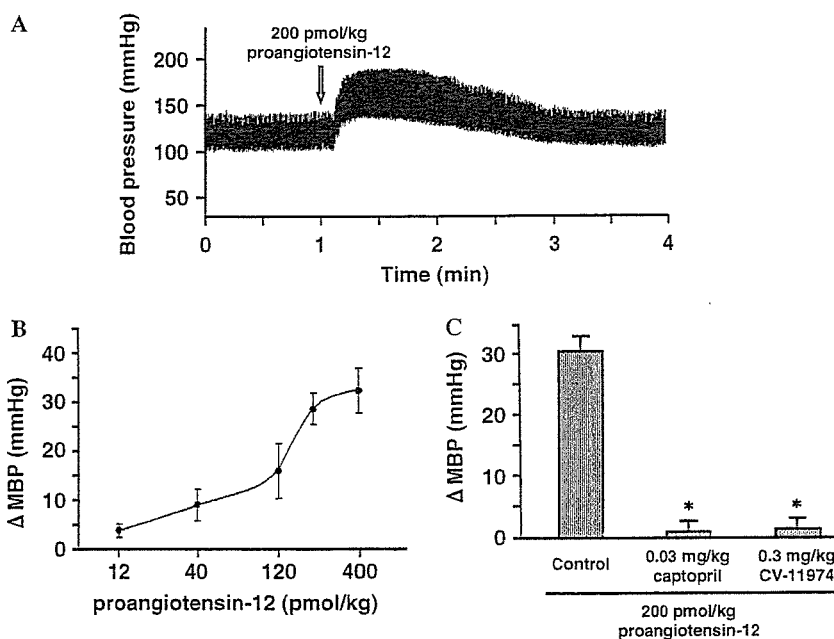 A
200 pmol/kg
proangiotensin-12
Blood pressure (mmHg)
200
150
100
50
0
1
2
3
4
Time (min)
B
Δ MBP (mmHg)
40
30
20
10
0
12
40
120
400
proangiotensin-12 (pmol/kg)
C
Δ MBP (mmHg)
30
20
10
0
*
*
Control
0.03 mg/kg
captopril
0.3 mg/kg
CV-11974
200 pmol/kg
proangiotensin-12